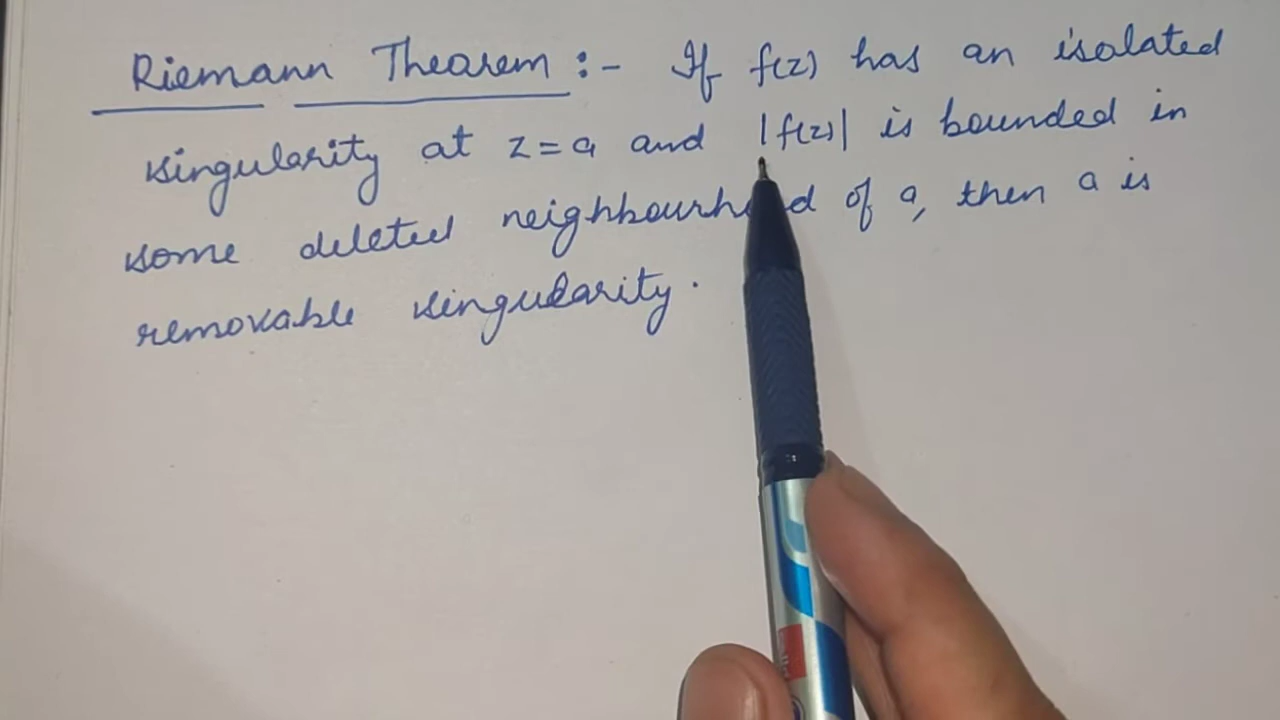 Riemann Thearem :- If f(z) has an isolated
singularity at z = a and |f(z)| is bounded in
some deleted neighbourhood of a, then a is
removable singularity.